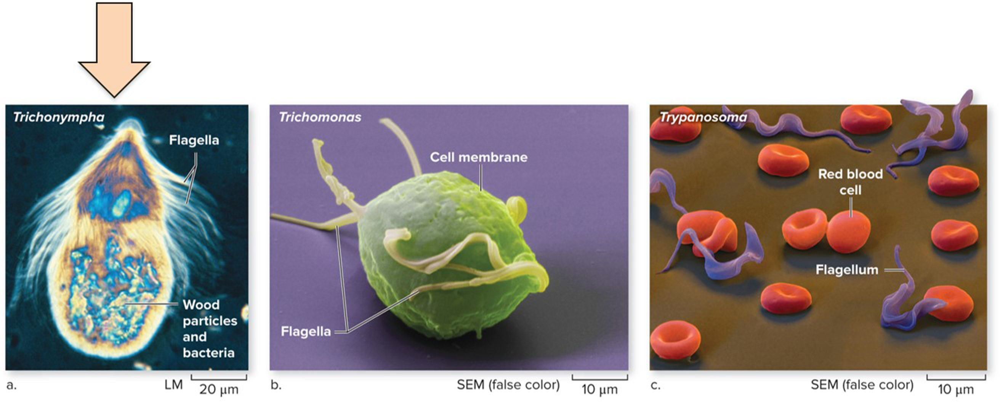 Trichonympha
Flagella
Wood
particles
and
bacteria
a.
LM
20 μm
Trichomonas
Cell membrane
Flagella
b.
SEM (false color)
10 μm
Trypanosoma
Red blood
cell
Flagellum
c.
SEM (false color)
10 μm